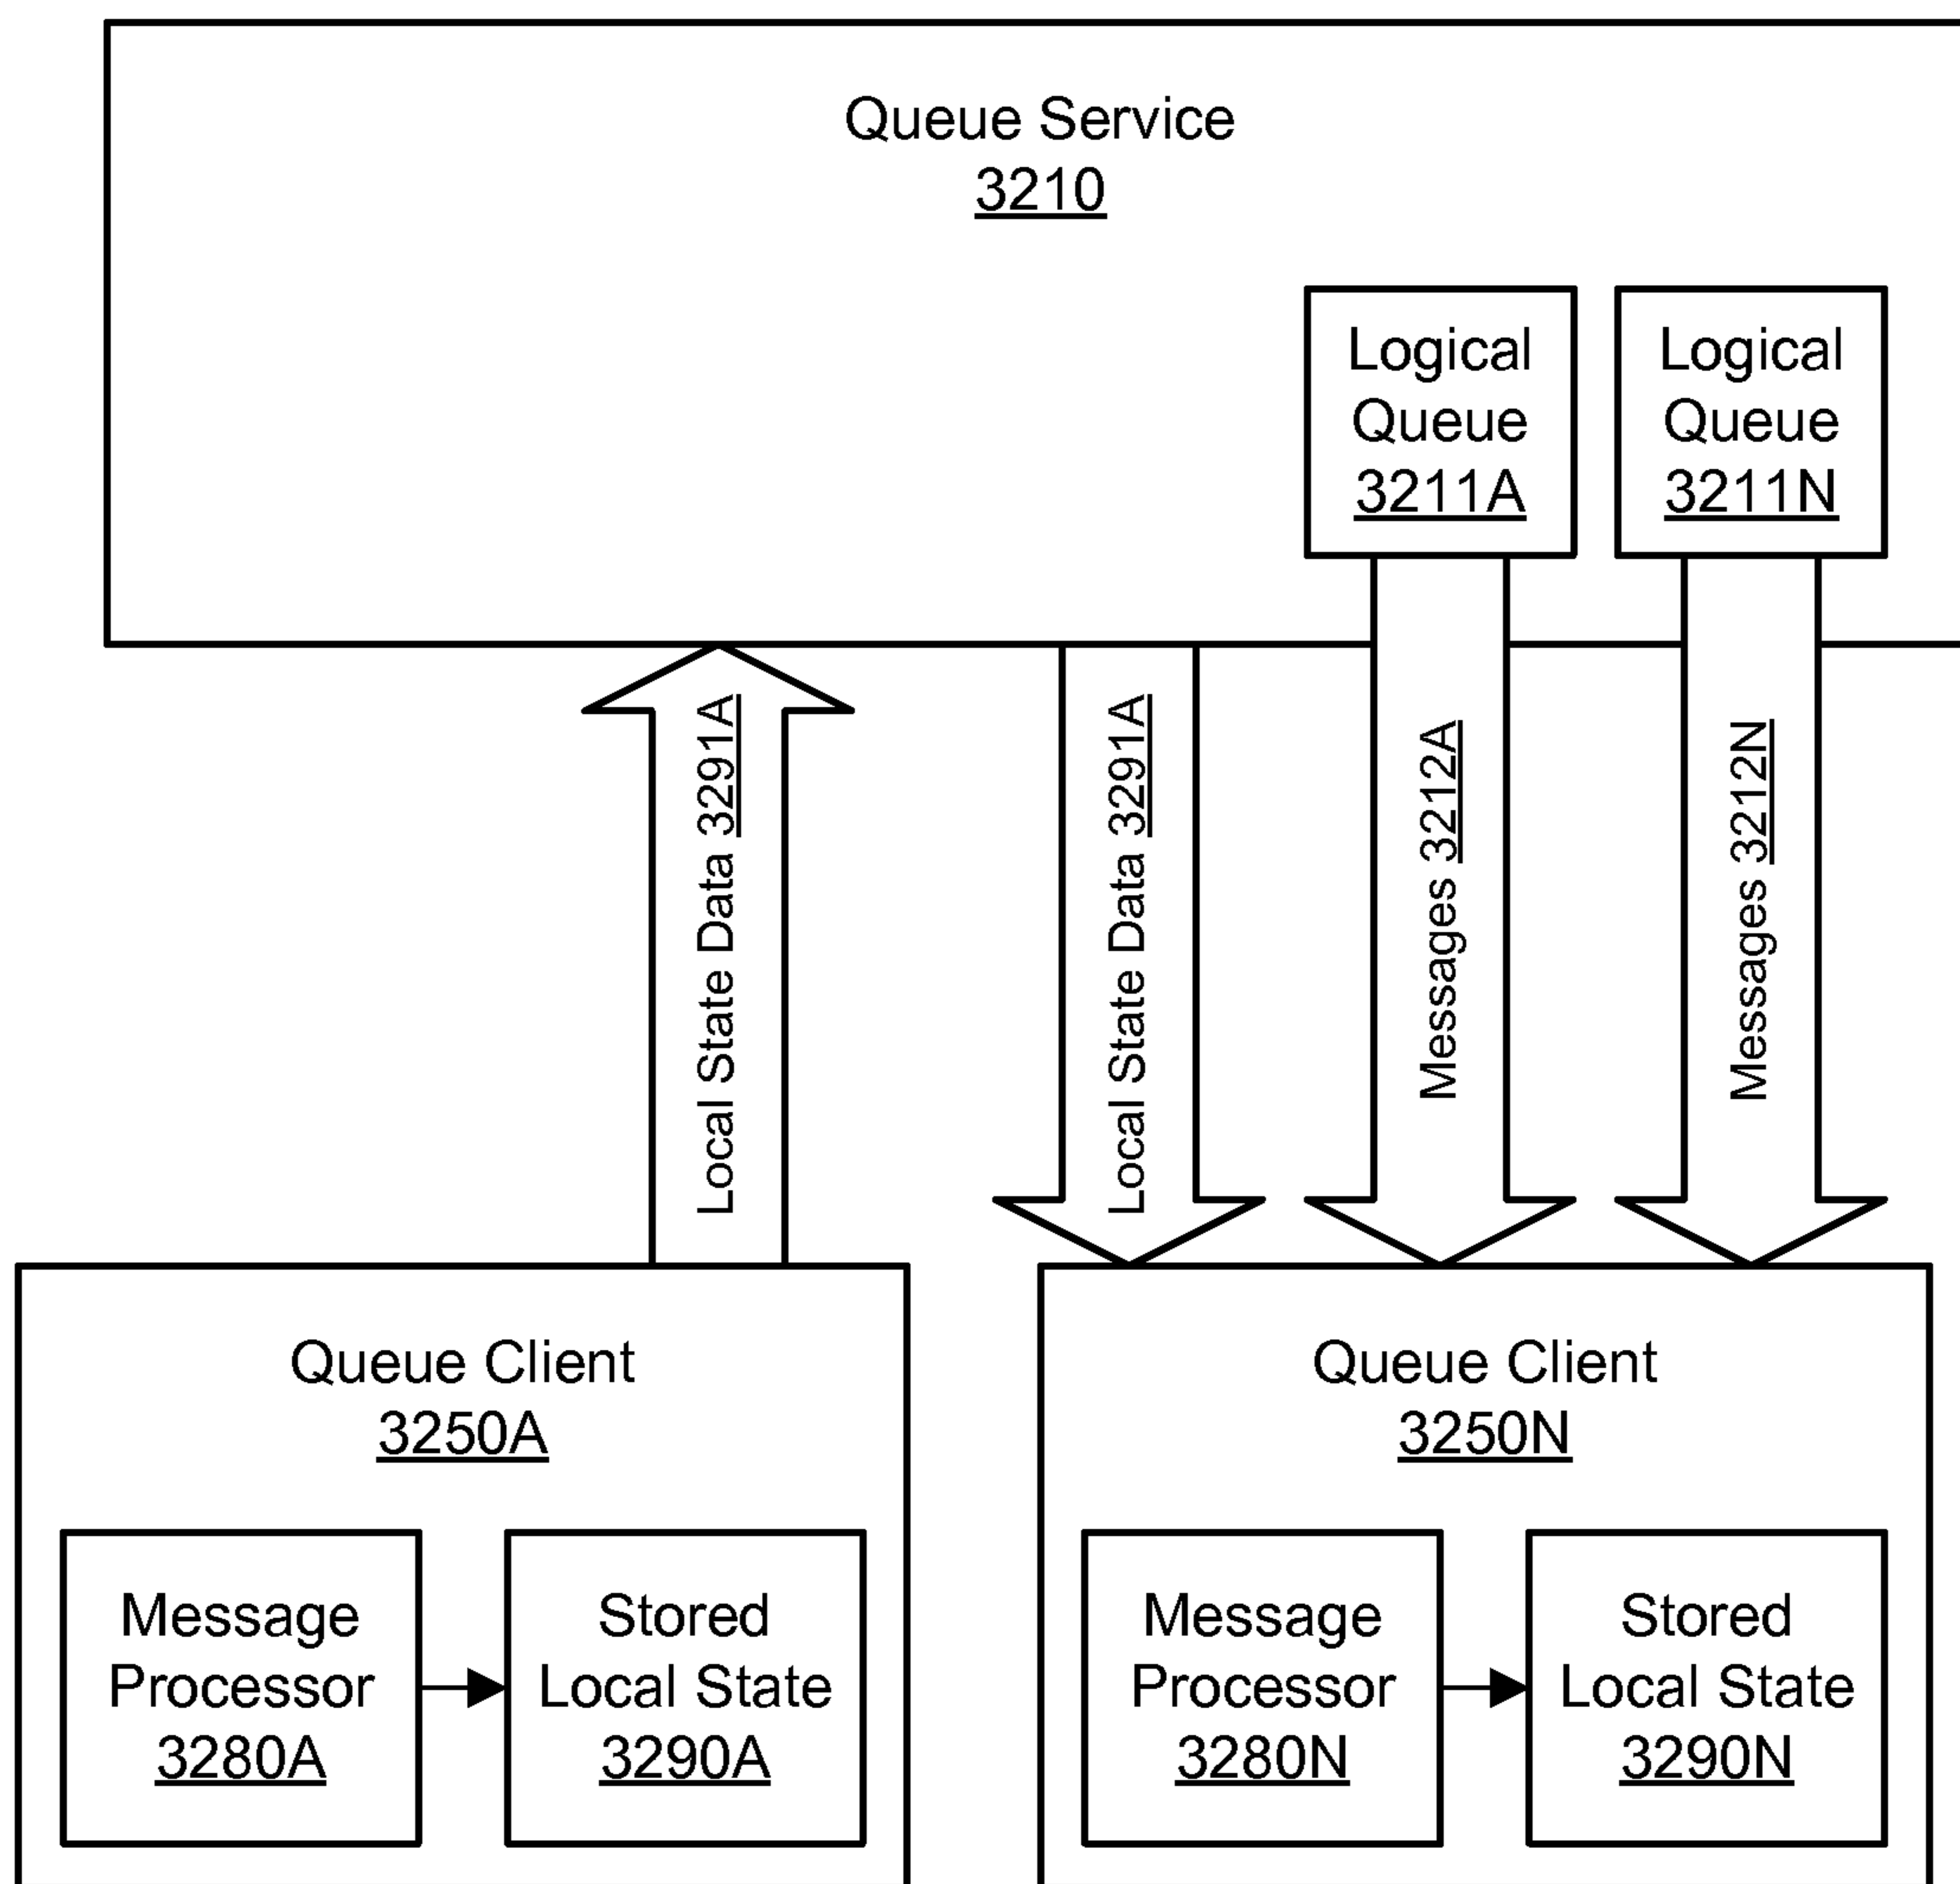 Queue Service
3210
Logical
Queue
3211A
Logical
Queue
3211N
Local State Data 3291A
Local State Data 3291A
Messages 3212A
Messages 3212N
Queue Client
3250A
Message
Processor
3280A
Stored
Local State
3290A
Queue Client
3250N
Message
Processor
3280N
Stored
Local State
3290N